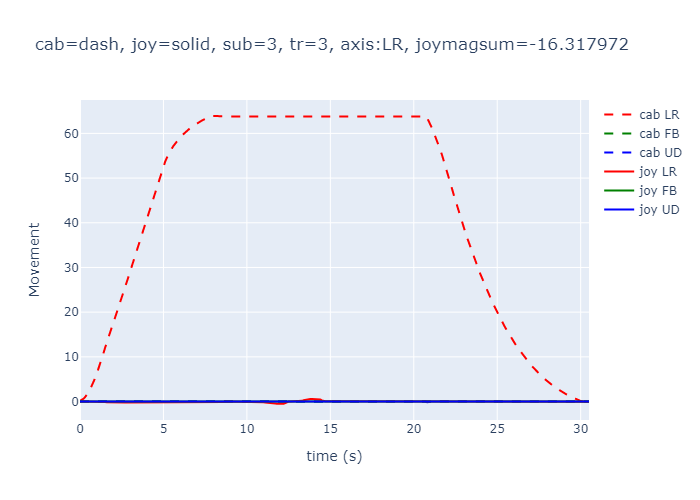 cab=dash, joy=solid, sub=3, tr=3, axis:LR, joymagsum=-16.317972
cab LR
cab FB
cab UD
joy LR
joy FB
joy UD
Movement
60
50
40
30
20
10
0
0 5 10 15 20 25 30
time (s)